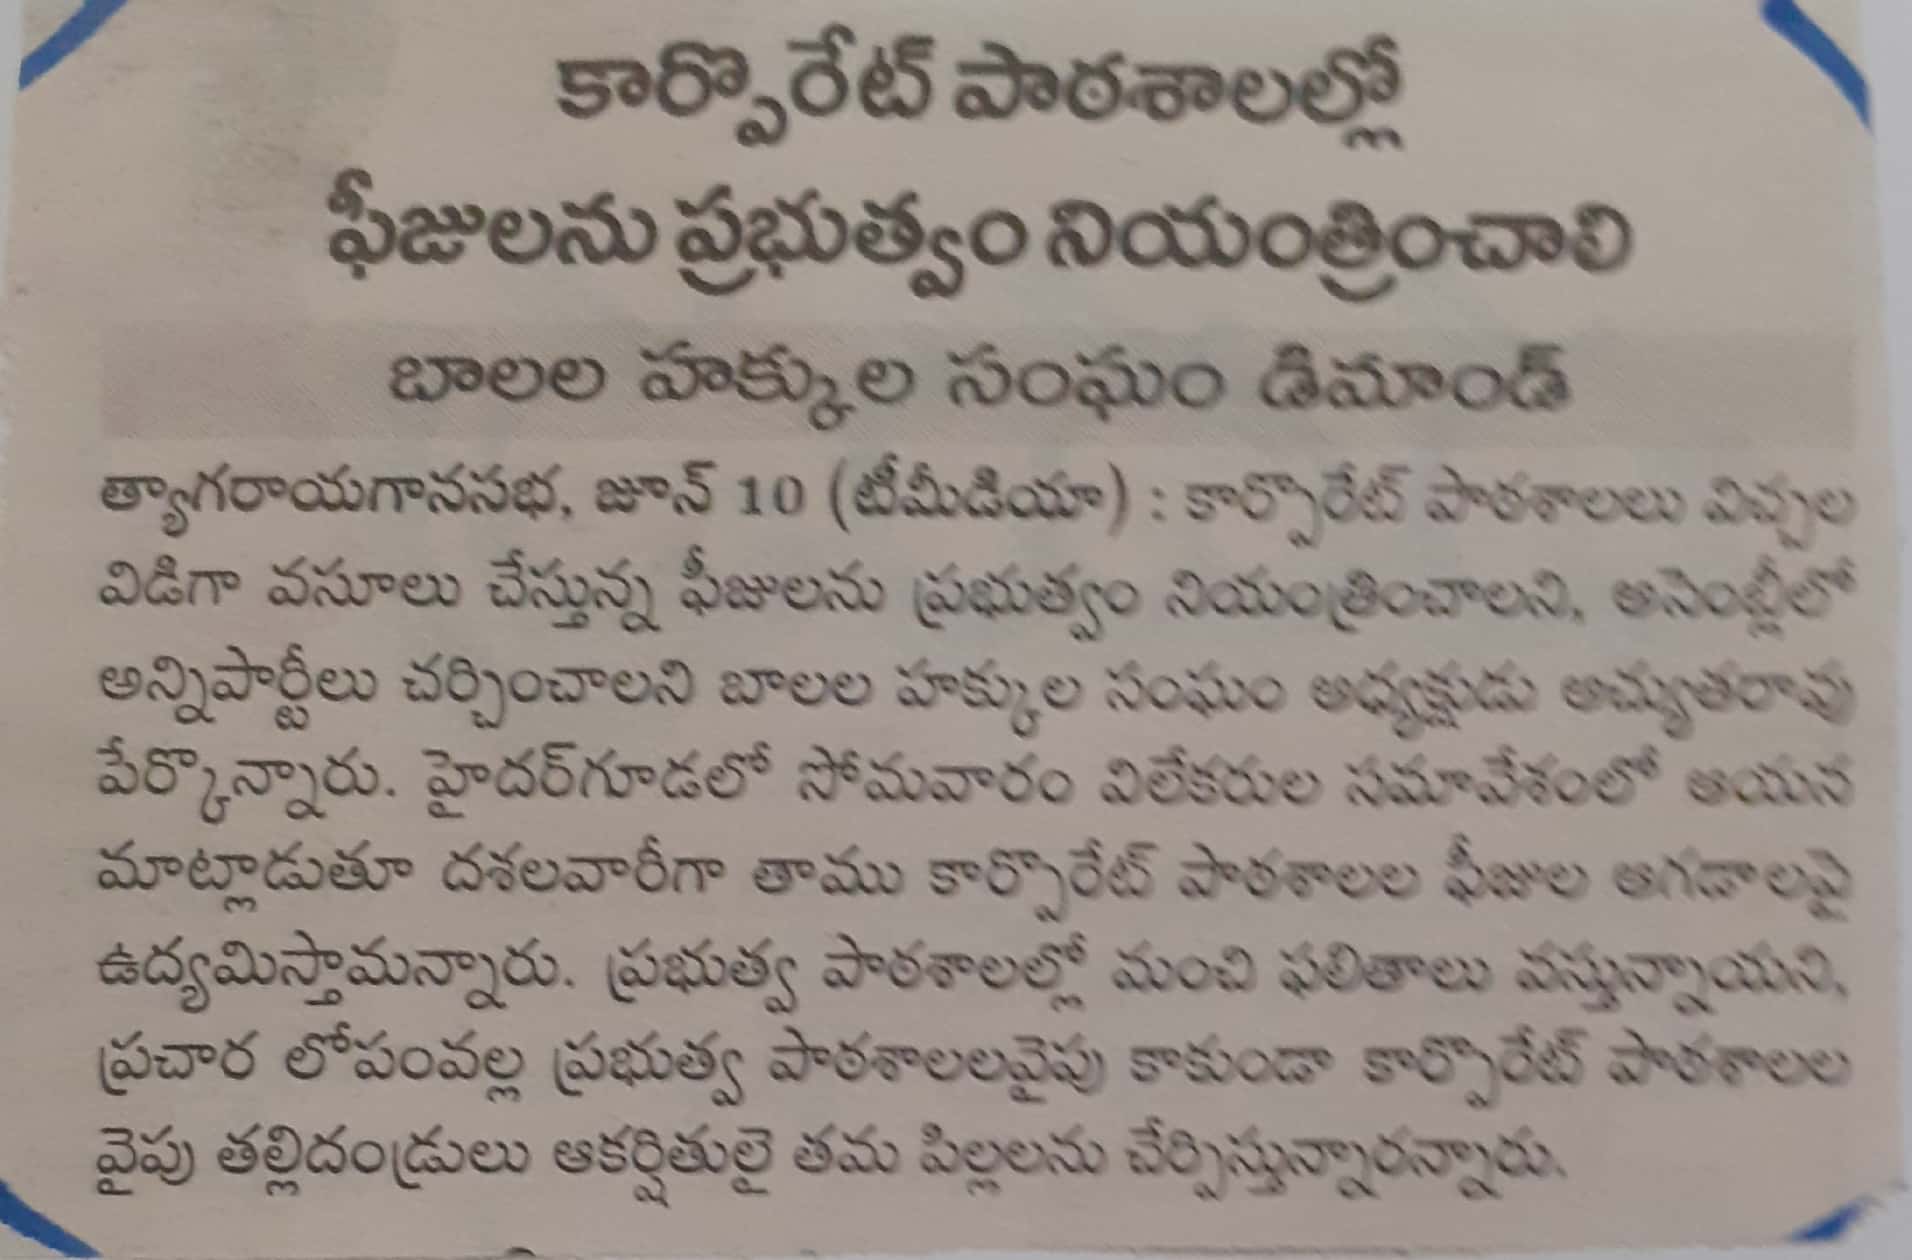 కార్పొరేట్ పాఠశాలల్లో
ఫీజులను ప్రభుత్వం నియంత్రించాలి
బాలల హక్కుల సంఘం డిమాండ్
త్యాగరాయగానసభ, జూన్ 10 (టీమీడియా) : కార్పొరేట్ పాఠశాలలు విచ్చల
విడిగా వసూలు చేస్తున్న ఫీజులను ప్రభుత్వం నియంత్రించాలని, అసెంబ్లీలో
అన్నిపార్టీలు చర్చించాలని బాలల హక్కుల సంఘం అధ్యక్షుడు అచ్యుతరావు
పేర్కొన్నారు. హైదర్‌గూడలో సోమవారం విలేకరుల సమావేశంలో ఆయన
మాట్లాడుతూ దశలవారీగా తాము కార్పొరేట్ పాఠశాలల ఫీజుల ఆగడాలపై
ఉద్యమిస్తామన్నారు. ప్రభుత్వ పాఠశాలల్లో మంచి ఫలితాలు వస్తున్నాయని,
ప్రచార లోపంవల్ల ప్రభుత్వ పాఠశాలలవైపు కాకుండా కార్పొరేట్ పాఠశాలల
వైపు తల్లిదండ్రులు ఆకర్షితులై తమ పిల్లలను చేర్పిస్తున్నారన్నారు.